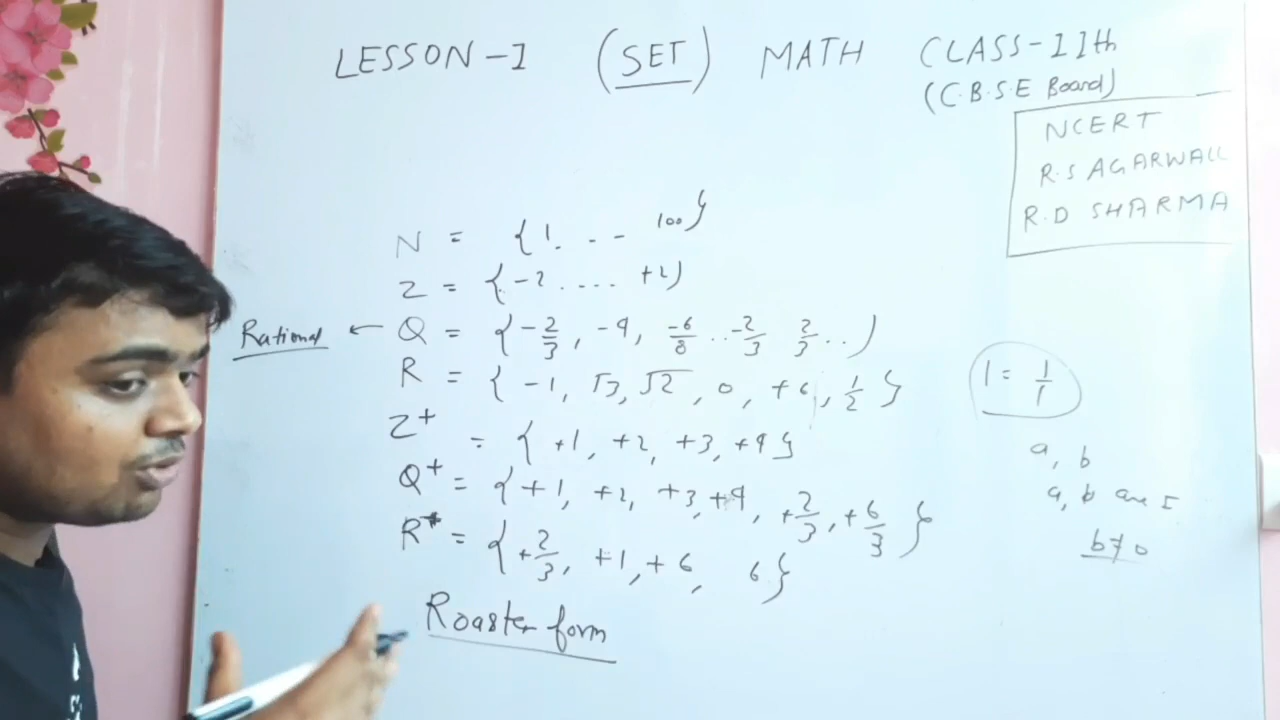 LESSON-1 (SET) MATH CLASS-11th
(C.B.S.E Board)
NCERT
R.S AGARWALL
R.D SHARMA
N = {1. .. 100}
Z = {-2 .... +2}
Rational ← Q = {-2/3, -9, -6/8 .. -2/3 2/3 .. )
R = { -1, √3, √2, 0, +6, 1/2 }
Z+ = { +1, +2, +3, +9 }
Q+ = { +1, +2, +3, +9, +2/3, +6/3 }
R* = { +2/3, +1, +6, 6 }
Roaster form
1 = 1/1
a, b
a, b are I
b≠0